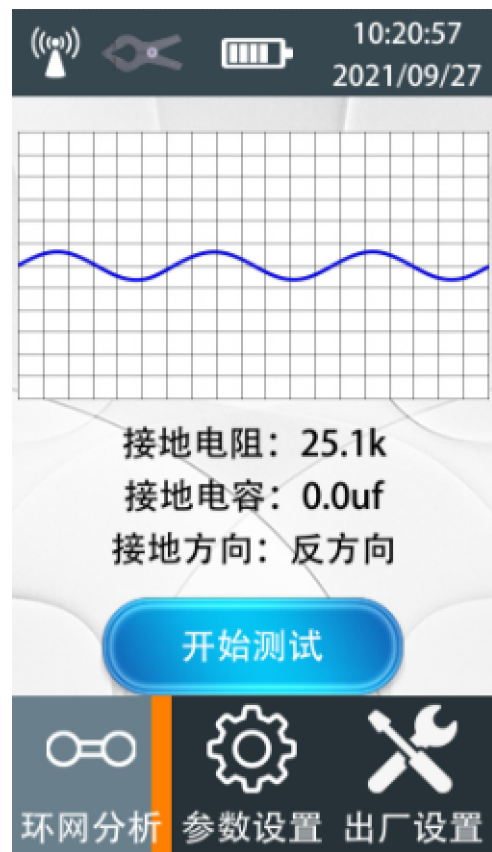 10:20:57
2021/09/27
接地电阻：25.1k
接地电容：0.0uf
接地方向：反方向
开始测试
环网分析 参数设置 出厂设置